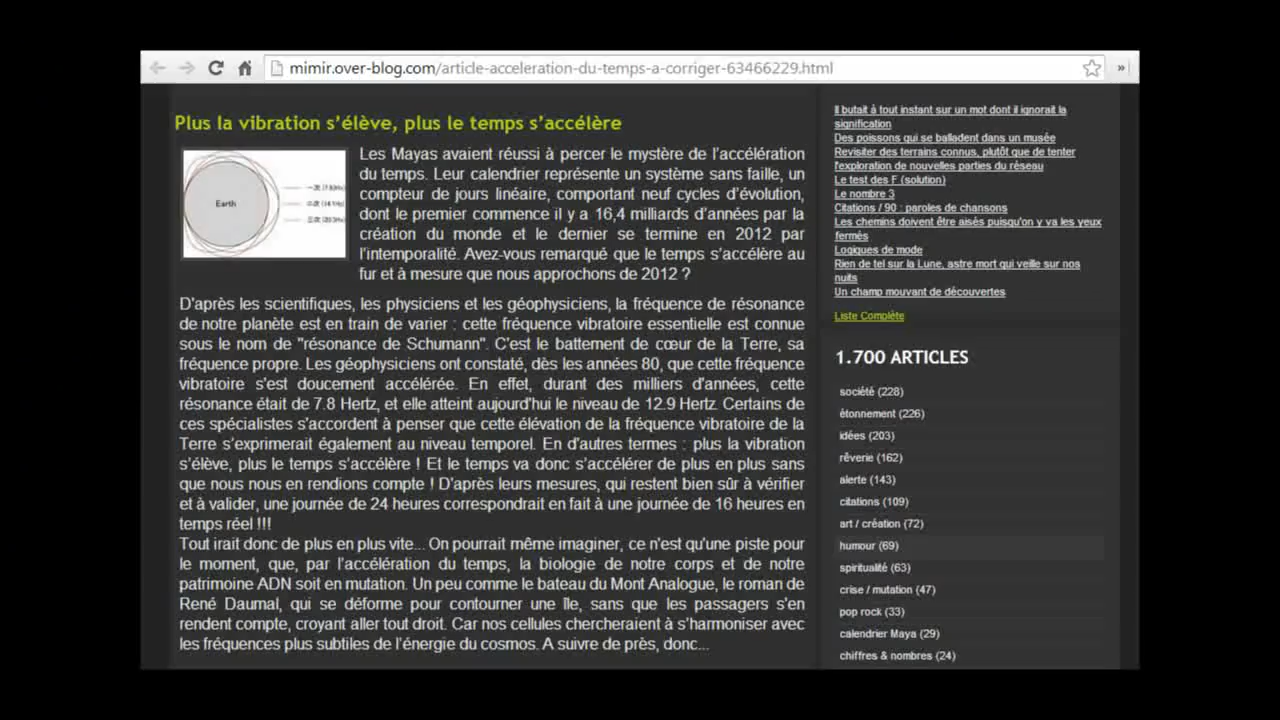 mimir.over-blog.com/article-acceleration-du-temps-a-corriger-63466229.html
»
Plus la vibration s’élève, plus le temps s’accélère
Earth
Les Mayas avaient réussi à percer le mystère de l’accélération
du temps. Leur calendrier représente un système sans faille, un
compteur de jours linéaire, comportant neuf cycles d’évolution,
dont le premier commence il y a 16,4 milliards d’années par la
création du monde et le dernier se termine en 2012 par
l’intemporalité. Avez-vous remarqué que le temps s’accélère au
fur et à mesure que nous approchons de 2012 ?
D'après les scientifiques, les physiciens et les géophysiciens, la fréquence de résonance
de notre planète est en train de varier : cette fréquence vibratoire essentielle est connue
sous le nom de "résonance de Schumann". C'est le battement de cœur de la Terre, sa
fréquence propre. Les géophysiciens ont constaté, dès les années 80, que cette fréquence
vibratoire s'est doucement accélérée. En effet, durant des milliers d'années, cette
résonance était de 7.8 Hertz, et elle atteint aujourd'hui le niveau de 12.9 Hertz. Certains de
ces spécialistes s'accordent à penser que cette élévation de la fréquence vibratoire de la
Terre s’exprimerait également au niveau temporel. En d'autres termes : plus la vibration
s’élève, plus le temps s’accélère ! Et le temps va donc s’accélérer de plus en plus sans
que nous nous en rendions compte ! D'après leurs mesures, qui restent bien sûr à vérifier
et à valider, une journée de 24 heures correspondrait en fait à une journée de 16 heures en
temps réel !!!
Tout irait donc de plus en plus vite... On pourrait même imaginer, ce n'est qu'une piste pour
le moment, que, par l’accélération du temps, la biologie de notre corps et de notre
patrimoine ADN soit en mutation. Un peu comme le bateau du Mont Analogue, le roman de
René Daumal, qui se déforme pour contourner une île, sans que les passagers s'en
rendent compte, croyant aller tout droit. Car nos cellules chercheraient à s’harmoniser avec
les fréquences plus subtiles de l’énergie du cosmos. A suivre de près, donc...
Il butait à tout instant sur un mot dont il ignorait la
signification
Des poissons qui se balladent dans un musée
Revisiter des terrains connus, plutôt que de tenter
l'exploration de nouvelles parties du réseau
Le test des F (solution)
Le nombre 3
Citations / 90 : paroles de chansons
Les chemins doivent être aisés puisqu'on y va les yeux
fermés
Logiques de mode
Rien de tel sur la Lune, astre mort qui veille sur nos
nuits
Un champ mouvant de découvertes
Liste Complète
1.700 ARTICLES
société (228)
étonnement (226)
idées (203)
rêverie (162)
alerte (143)
citations (109)
art / création (72)
humour (69)
spiritualité (63)
crise / mutation (47)
pop rock (33)
calendrier Maya (29)
chiffres & nombres (24)